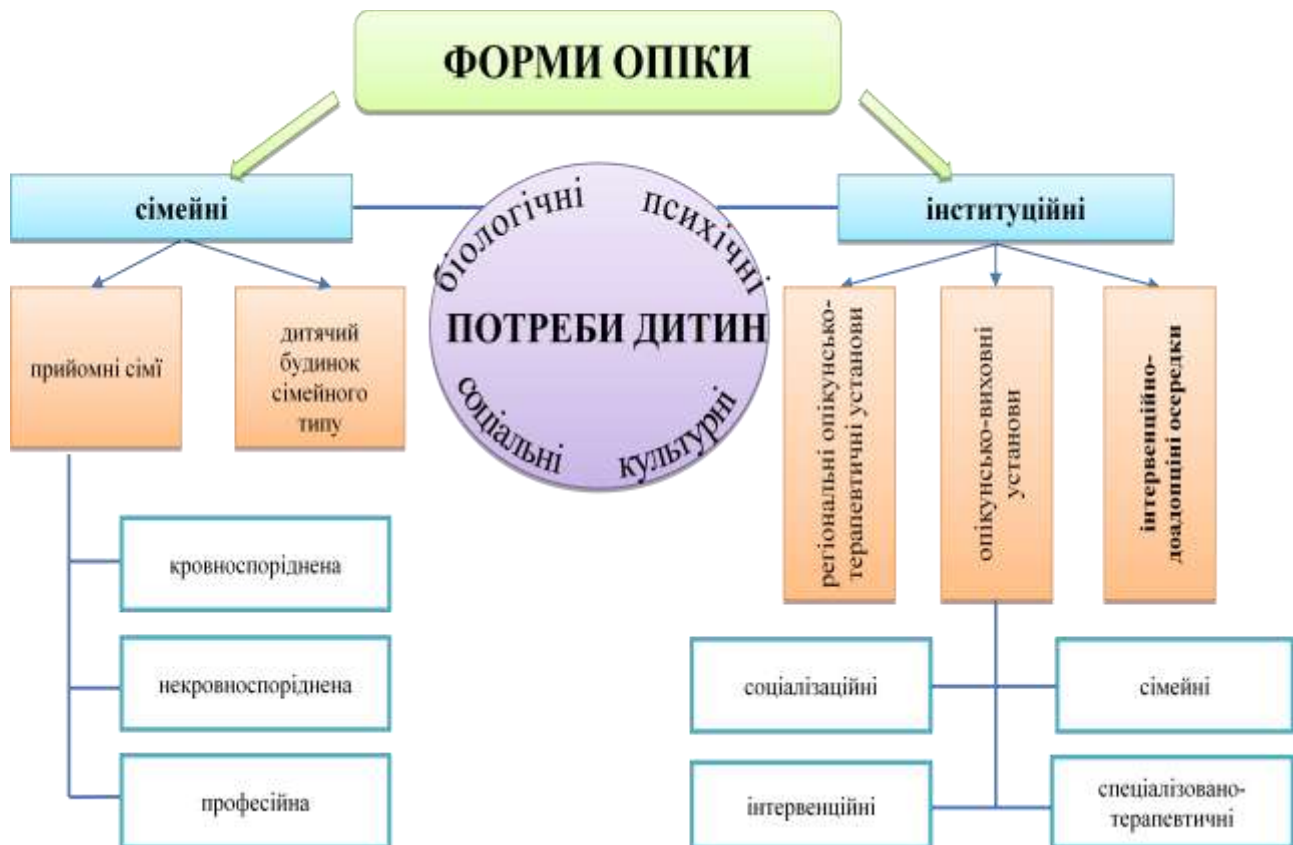 ФОРМИ ОПІКИ
сімейні
інституційні
біологічні
психічні
ПОТРЕБИ ДИТИН
соціальні
культурні
прийомні сімї
дитячий
будинок
сімейного
типу
регіональні опікунсько-
терапевтичні установи
опікунсько-виховні
установи
інтервенційно-
доадопціні осередки
кровноспоріднена
некровноспоріднена
професійна
соціалізаційні
сімейні
інтервенційні
спеціалізовано-
терапевтичні